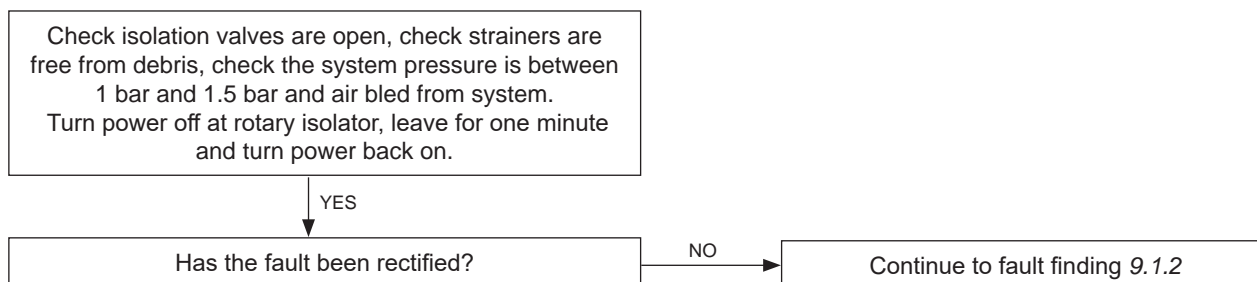 Check isolation valves are open, check strainers are
free from debris, check the system pressure is between
1 bar and 1.5 bar and air bled from system.
Turn power off at rotary isolator, leave for one minute
and turn power back on.
YES
Has the fault been rectified?
NO
Continue to fault finding 9.1.2